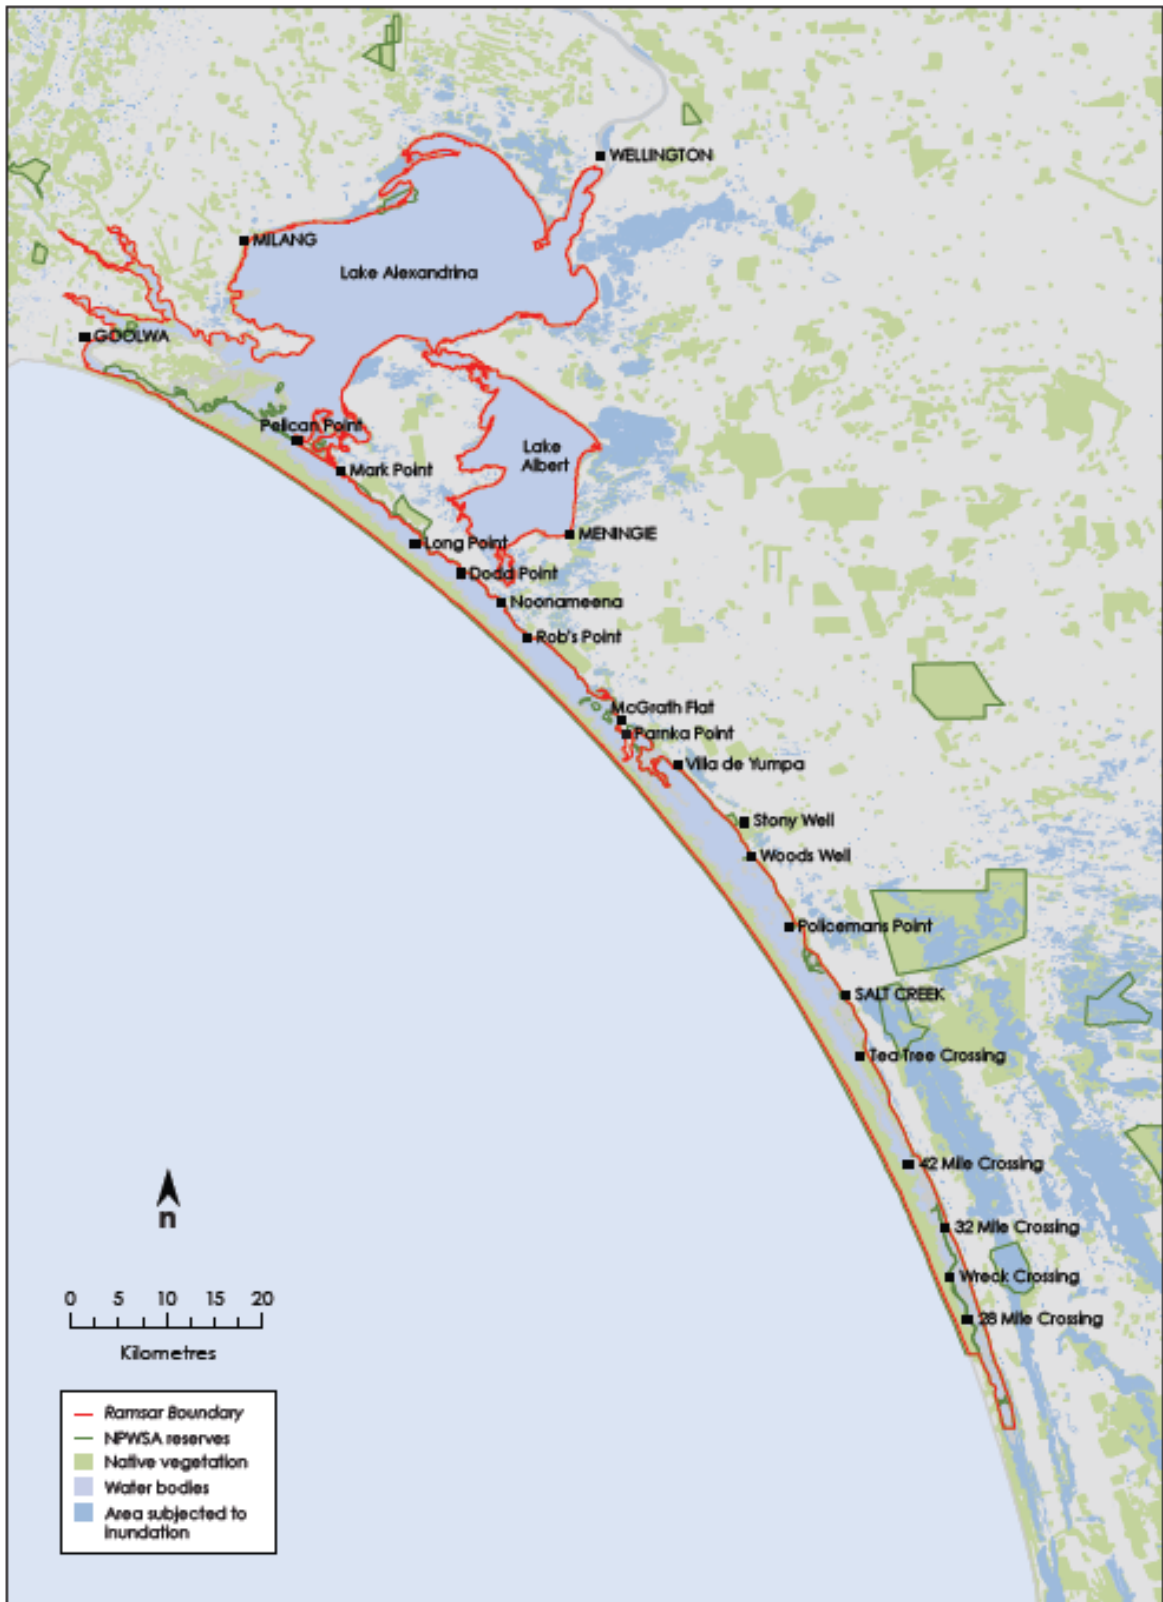 WELLINGTON
MILANG
Lake Alexandrina
GOOLWA
Pelican Point
Lake
Albert
Mark Point
MENINGIE
Long Point
Dodd Point
Noonameena
Rob's Point
McGrath Flat
Parnka Point
Villa de Yumpa
Stony Well
Woods Well
Policemans Point
SALT CREEK
Tea Tree Crossing
42 Mile Crossing
n
32 Mile Crossing
Wreck Crossing
0 5 10 15 20
28 Mile Crossing
Kilometres
Ramsar Boundary
NPWSA reserves
Native vegetation
Water bodies
Area subjected to
inundation